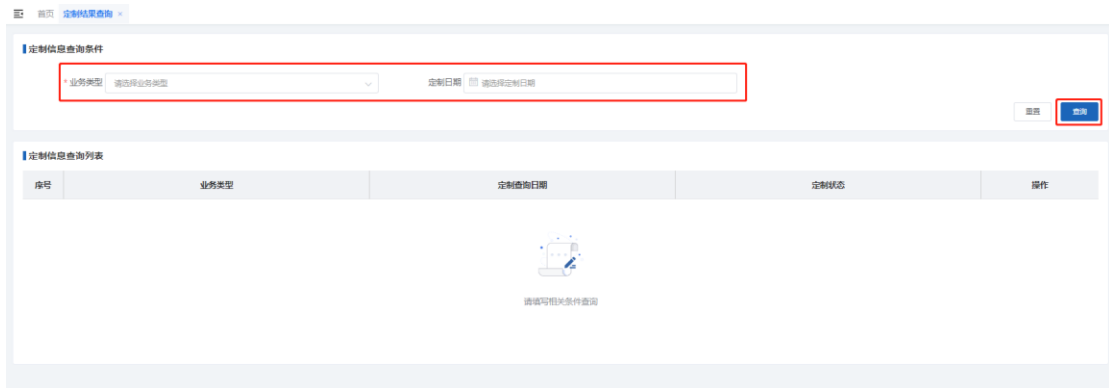 首页 定制结果查询 ×
定制信息查询条件
* 业务类型 请选择业务类型 定制日期 请选择定制日期
重置 查询
定制信息查询列表
序号 业务类型 定制查询日期 定制状态 操作
请填写相关条件查询